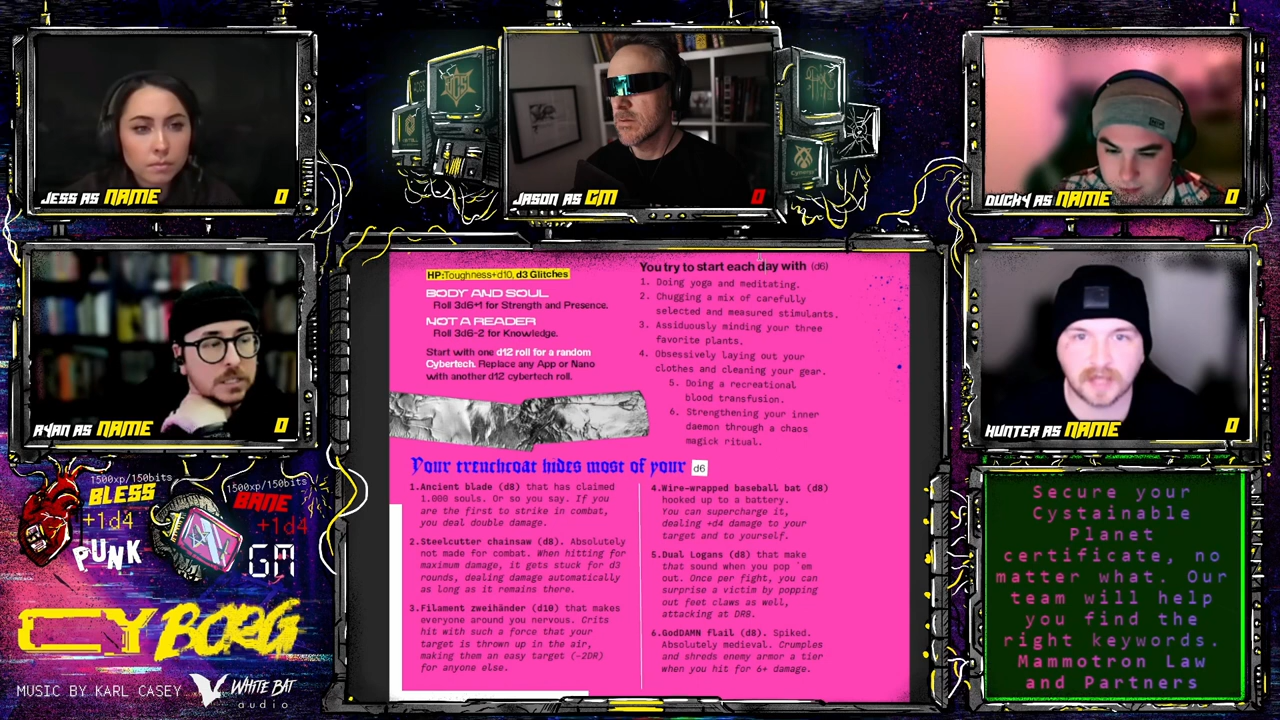 JESS AS NAME 0
JASON AS GM 0
DUCKY AS NAME 0
RYAN AS NAME 0
HUNTER AS NAME 0
HP:Toughness+d10, d3 Glitches
BODY AND SOUL
Roll 3d6+1 for Strength and Presence.
NOT A READER
Roll 3d6-2 for Knowledge.
Start with one d12 roll for a random
Cybertech. Replace any App or Nano
with another d12 cybertech roll.
You try to start each day with (d6)
1. Doing yoga and meditating.
2. Chugging a mix of carefully
selected and measured stimulants.
3. Assiduously minding your three
favorite plants.
4. Obsessively laying out your
clothes and cleaning your gear.
5. Doing a recreational
blood transfusion.
6. Strengthening your inner
daemon through a chaos
magick ritual.
Your trenchcoat hides most of your d6
1.Ancient blade (d8) that has claimed
1.000 souls. Or so you say. If you
are the first to strike in combat,
you deal double damage.
2.Steelcutter chainsaw (d8). Absolutely
not made for combat. When hitting for
maximum damage, it gets stuck for d3
rounds, dealing damage automatically
as long as it remains there.
3.Filament zweihänder (d10) that makes
everyone around you nervous. Crits
hit with such a force that your
target is thrown up in the air,
making them an easy target (-2DR)
for anyone else.
4.Wire-wrapped baseball bat (d8)
hooked up to a battery.
You can supercharge it,
dealing +d4 damage to your
target and to yourself.
5.Dual Logans (d8) that make
that sound when you pop 'em
out. Once per fight, you can
surprise a victim by popping
out feet claws as well,
attacking at DR8.
6.GodDAMN flail (d8). Spiked.
Absolutely medieval. Crumples
and shreds enemy armor a tier
when you hit for 6+ damage.
1500xp/150bits
BLESS
+1d4
PUNK
1500xp/150bits
BANE
+1d4
GM
CY BORG
MUSIC BY KARL CASEY
WHITE BAT
audio
Secure your
Cystainable
Planet
certificate, no
matter what. Our
team will help
you find the
right keywords.
Mammotron Law
and Partners